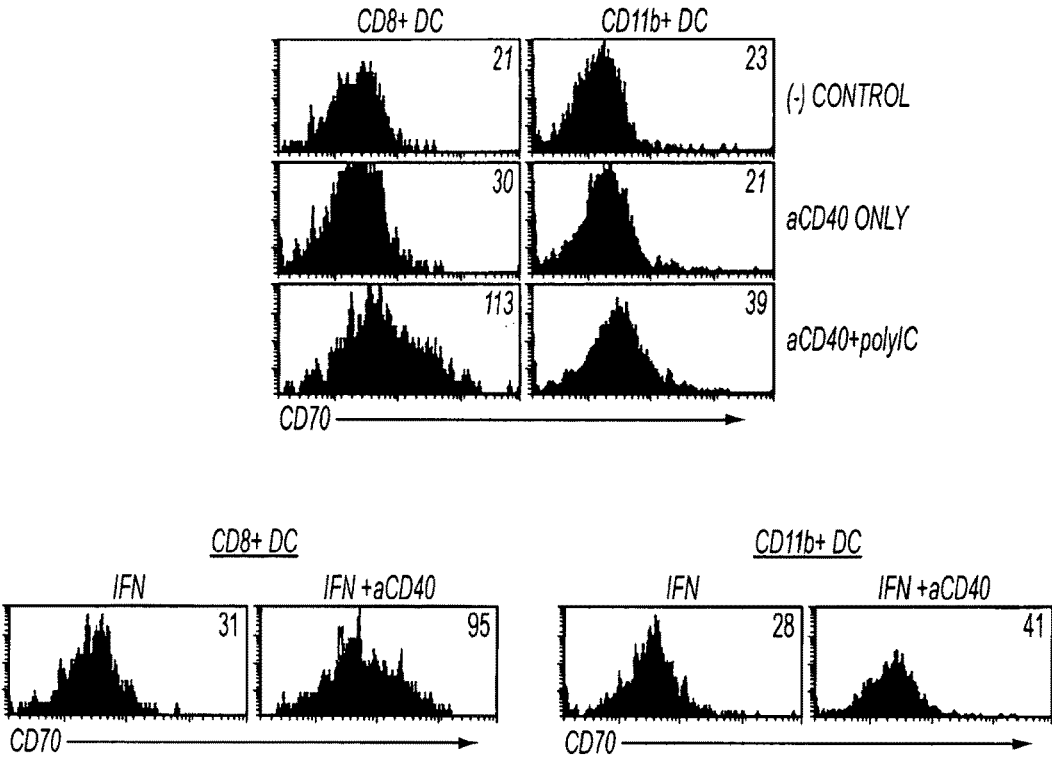 CD8+ DC CD11b+ DC
21 23 (-) CONTROL
30 21 aCD40 ONLY
113 39 aCD40+polyIC
CD70
CD8+ DC CD11b+ DC
IFN IFN +aCD40 IFN IFN +aCD40
31 95 28 41
CD70 CD70